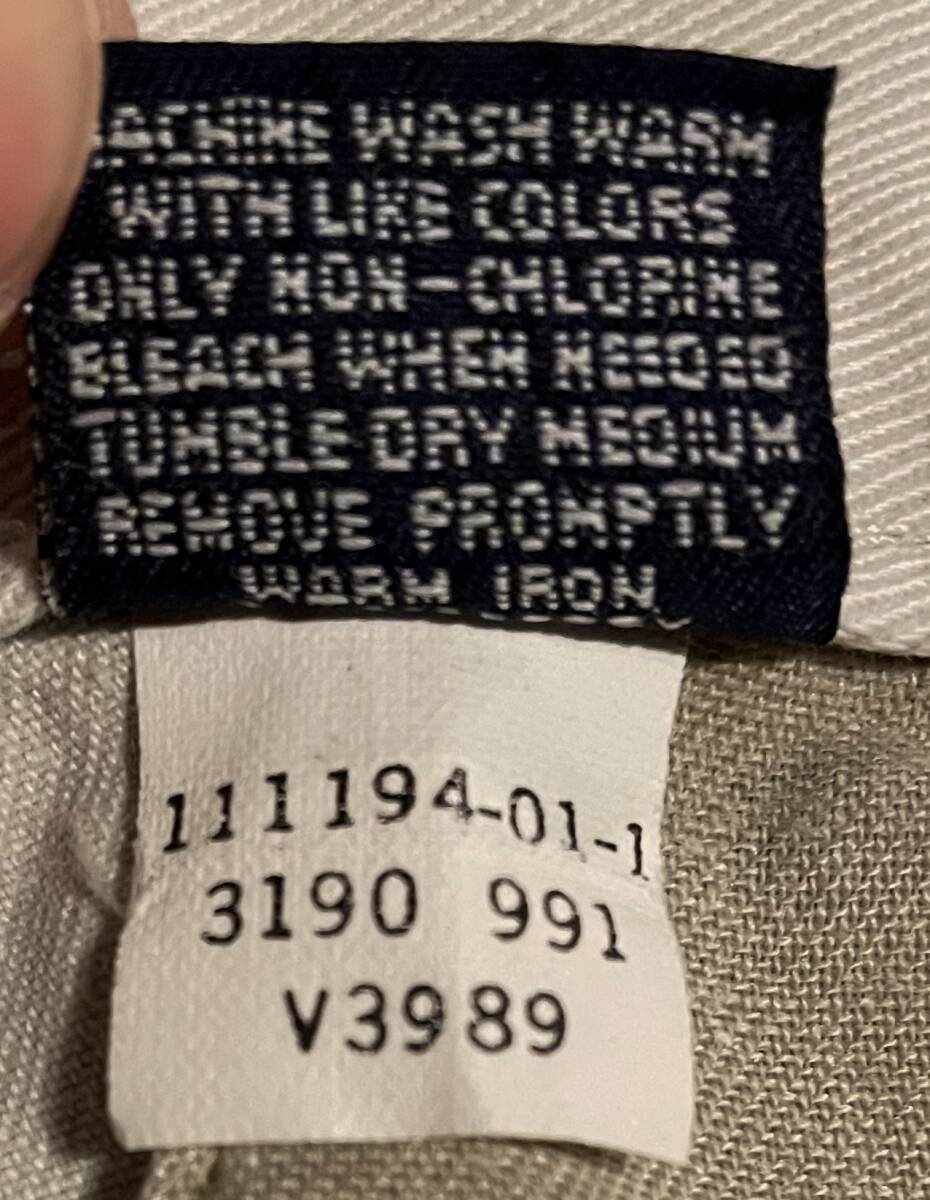 MACHINE WASH WARM
WITH LIKE COLORS
ONLY NON-CHLORINE
BLEACH WHEN NEEDED
TUMBLE DRY MEDIUM
REMOVE PROMPTLY
WARM IRON
111194-01-1
3190 991
V3989